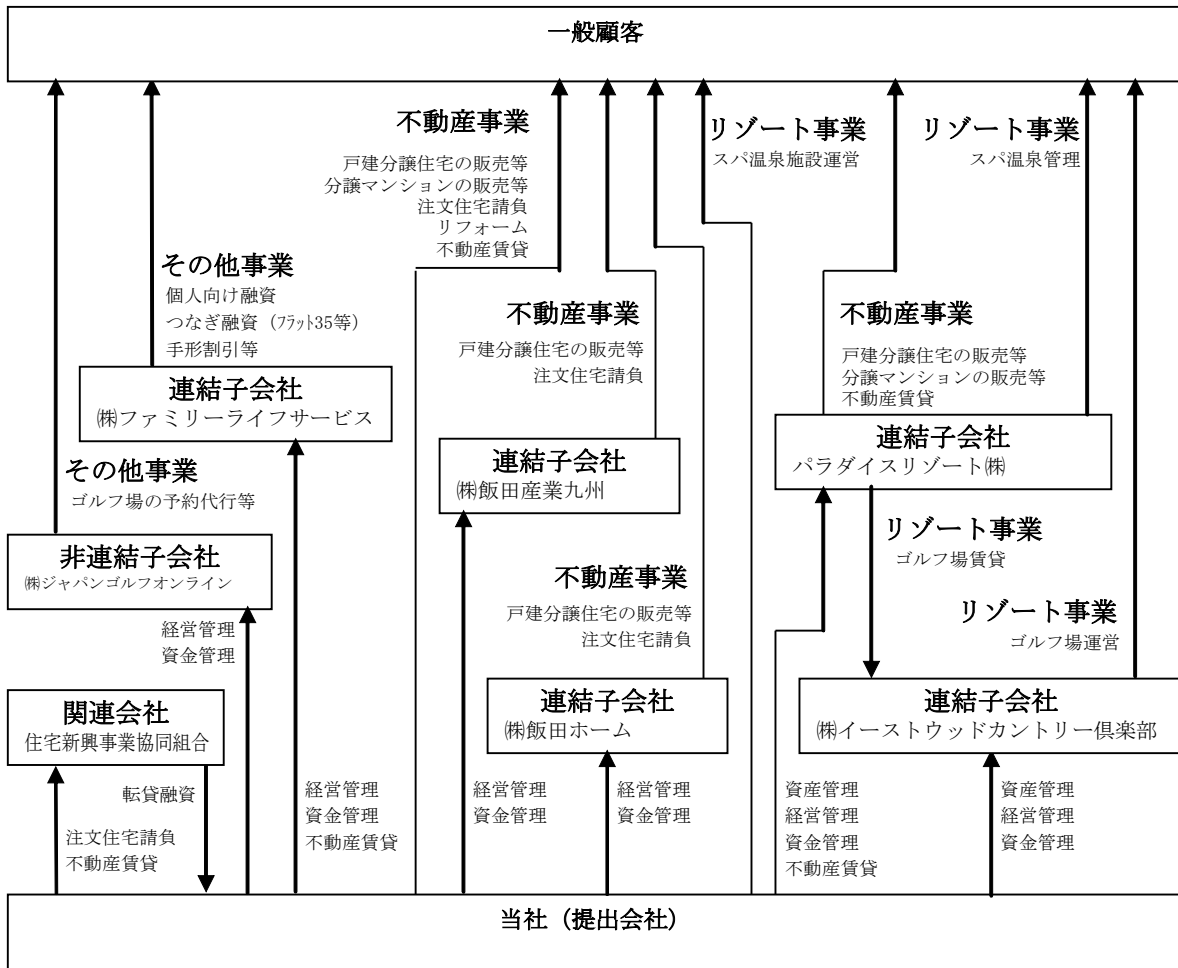 一般顧客
不動産事業
戸建分譲住宅の販売等
分譲マンションの販売等
注文住宅請負
リフォーム
不動産賃貸
リゾート事業
スパ温泉施設運営
リゾート事業
スパ温泉管理
その他事業
個人向け融資
つなぎ融資（フラット35等）
手形割引等
連結子会社
㈱ファミリーライフサービス
不動産事業
戸建分譲住宅の販売等
注文住宅請負
連結子会社
㈱飯田産業九州
不動産事業
戸建分譲住宅の販売等
分譲マンションの販売等
不動産賃貸
連結子会社
パラダイスリゾート㈱
その他事業
ゴルフ場の予約代行等
非連結子会社
㈱ジャパンゴルフオンライン
経営管理
資金管理
リゾート事業
ゴルフ場賃貸
不動産事業
戸建分譲住宅の販売等
注文住宅請負
リゾート事業
ゴルフ場運営
関連会社
住宅新興事業協同組合
連結子会社
㈱飯田ホーム
連結子会社
㈱イーストウッドカントリー倶楽部
転貸融資
注文住宅請負
不動産賃貸
経営管理
資金管理
不動産賃貸
経営管理
資金管理
経営管理
資金管理
資産管理
経営管理
資金管理
不動産賃貸
資産管理
経営管理
資金管理
当社（提出会社）